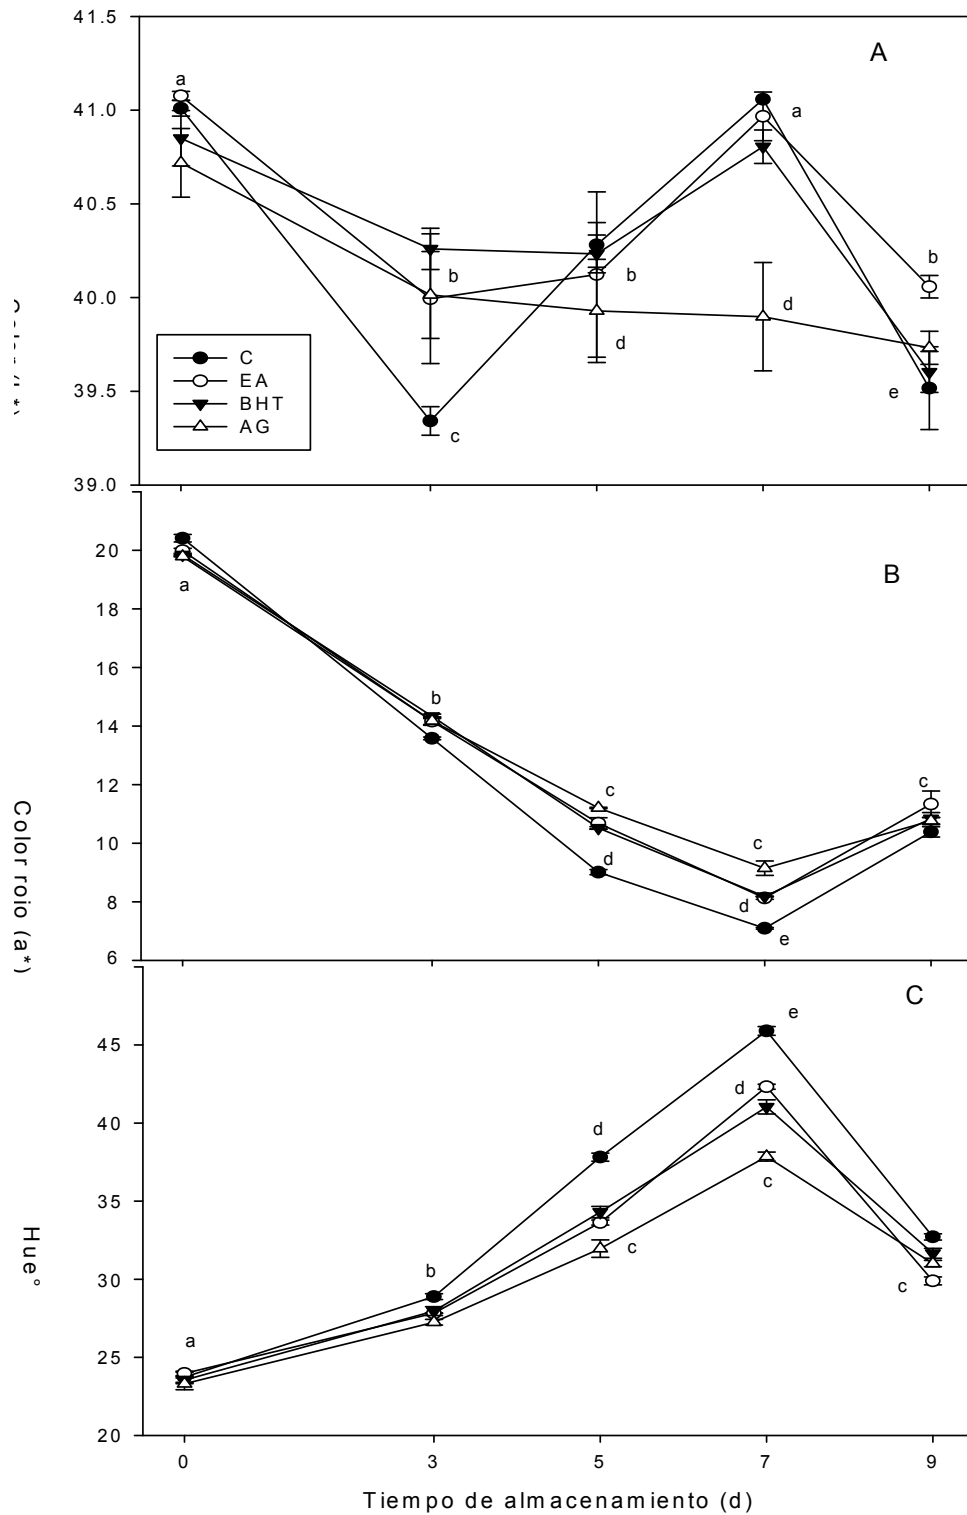 41.5
A
a
41.0
a
40.5
b
b
b
40.0
d
d
C
EA
BHT
AG
39.5
e
c
39.0
20
B
a
18
16
b
14
12
c
c
10
c
d
8
d
e
6
Color rojo (a*)
C
e
45
d
40
d
c
35
c
b
30
c
a
25
20
Hue°
0 3 5 7 9
Tiempo de almacenamiento (d)